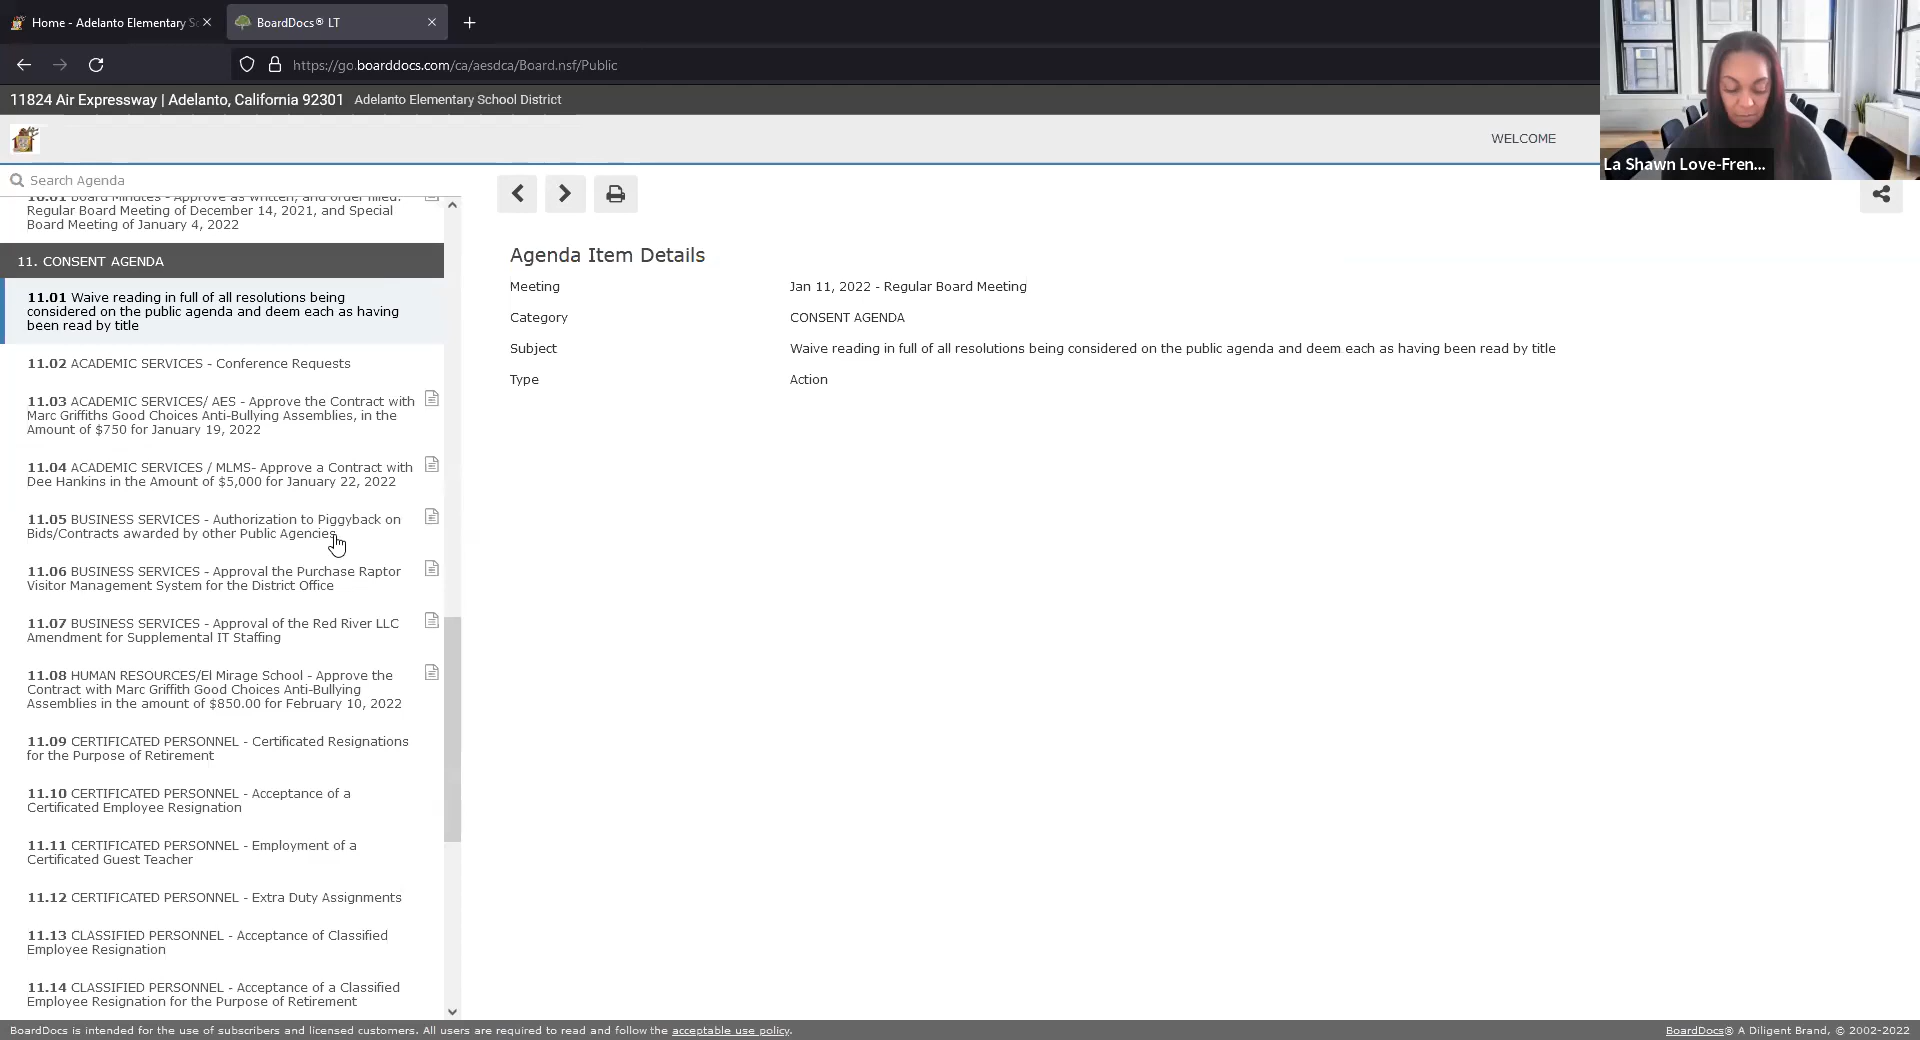 Home - Adelanto Elementary Sc
BoardDocs® LT
https://go.boarddocs.com/ca/aesdca/Board.nsf/Public
11824 Air Expressway | Adelanto, California 92301 Adelanto Elementary School District
WELCOME
La Shawn Love-Fren...
Search Agenda
10.01 Board Minutes - Approve as written, and order filed:
Regular Board Meeting of December 14, 2021, and Special
Board Meeting of January 4, 2022
11. CONSENT AGENDA
11.01 Waive reading in full of all resolutions being
considered on the public agenda and deem each as having
been read by title
11.02 ACADEMIC SERVICES - Conference Requests
11.03 ACADEMIC SERVICES/ AES - Approve the Contract with
Marc Griffiths Good Choices Anti-Bullying Assemblies, in the
Amount of $750 for January 19, 2022
11.04 ACADEMIC SERVICES / MLMS- Approve a Contract with
Dee Hankins in the Amount of $5,000 for January 22, 2022
11.05 BUSINESS SERVICES - Authorization to Piggyback on
Bids/Contracts awarded by other Public Agencies
11.06 BUSINESS SERVICES - Approval the Purchase Raptor
Visitor Management System for the District Office
11.07 BUSINESS SERVICES - Approval of the Red River LLC
Amendment for Supplemental IT Staffing
11.08 HUMAN RESOURCES/El Mirage School - Approve the
Contract with Marc Griffith Good Choices Anti-Bullying
Assemblies in the amount of $850.00 for February 10, 2022
11.09 CERTIFICATED PERSONNEL - Certificated Resignations
for the Purpose of Retirement
11.10 CERTIFICATED PERSONNEL - Acceptance of a
Certificated Employee Resignation
11.11 CERTIFICATED PERSONNEL - Employment of a
Certificated Guest Teacher
11.12 CERTIFICATED PERSONNEL - Extra Duty Assignments
11.13 CLASSIFIED PERSONNEL - Acceptance of Classified
Employee Resignation
11.14 CLASSIFIED PERSONNEL - Acceptance of a Classified
Employee Resignation for the Purpose of Retirement
Agenda Item Details
Meeting Jan 11, 2022 - Regular Board Meeting
Category CONSENT AGENDA
Subject Waive reading in full of all resolutions being considered on the public agenda and deem each as having been read by title
Type Action
BoardDocs is intended for the use of subscribers and licensed customers. All users are required to read and follow the acceptable use policy.
BoardDocs® A Diligent Brand, © 2002-2022